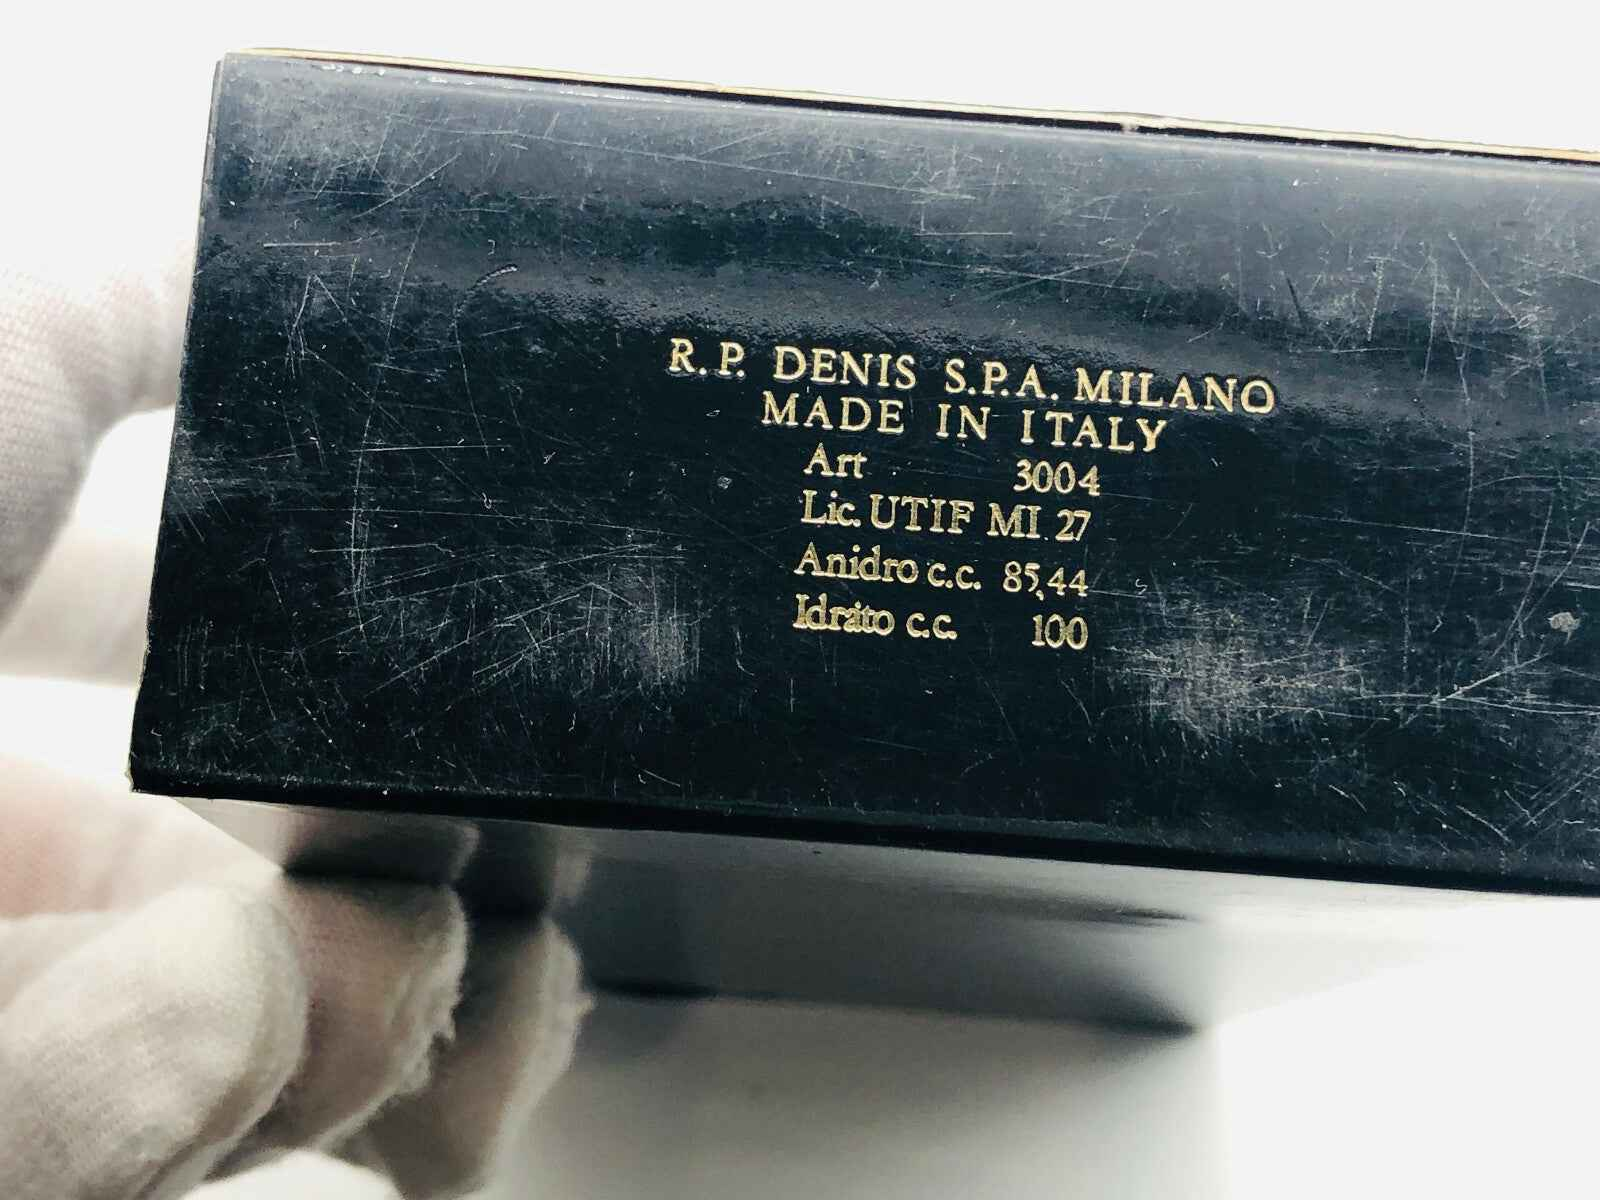 R. P. DENIS S.P.A. MILANO
MADE IN ITALY
Art 3004
Lic. UTIF MI. 27
Anidro c.c. 85,44
Idrato c.c. 100